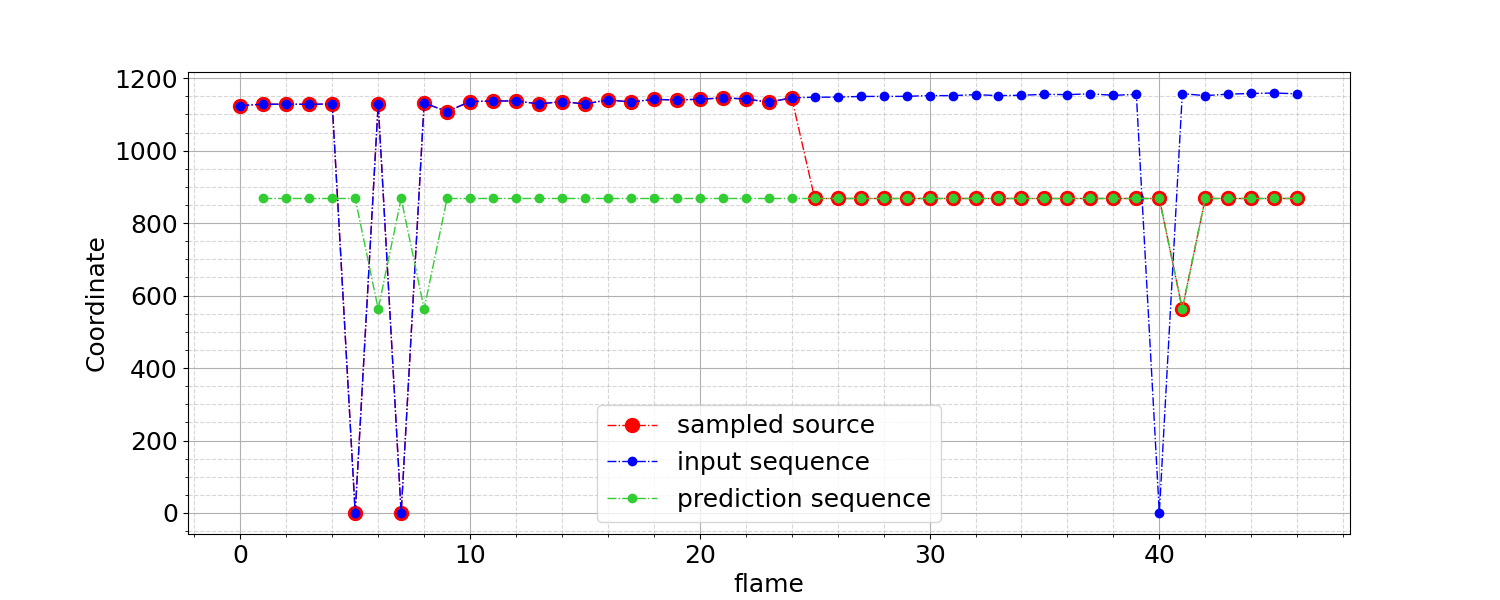 1200
1000
800
600
400
200
0
Coordinate
sampled source
input sequence
prediction sequence
0 10 20 30 40
flame